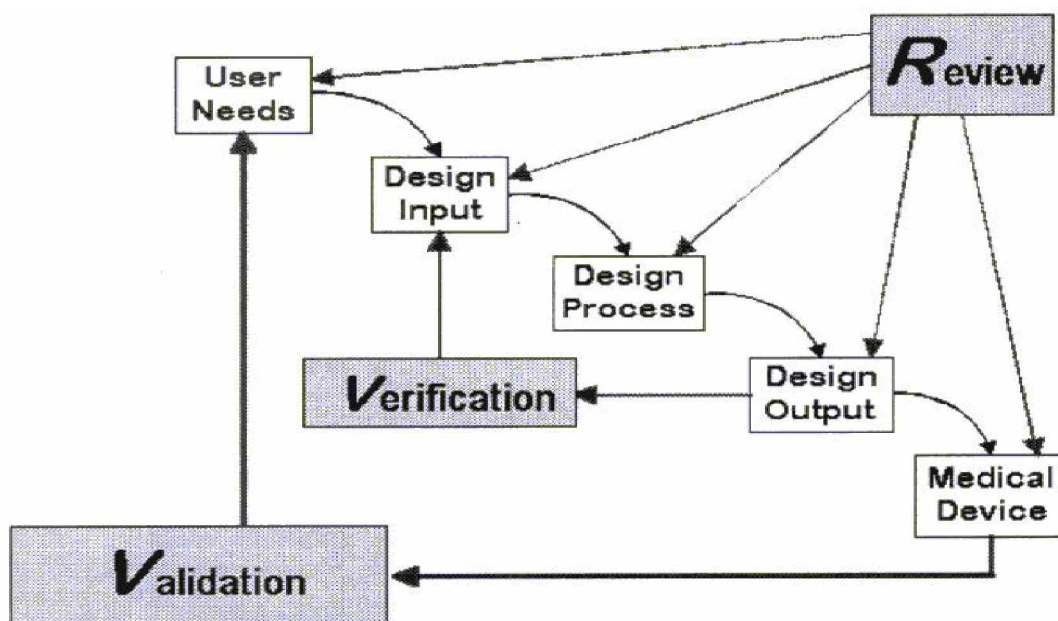 Review
User
Needs
Design
Input
Design
Process
Verification
Design
Output
Medical
Device
Validation